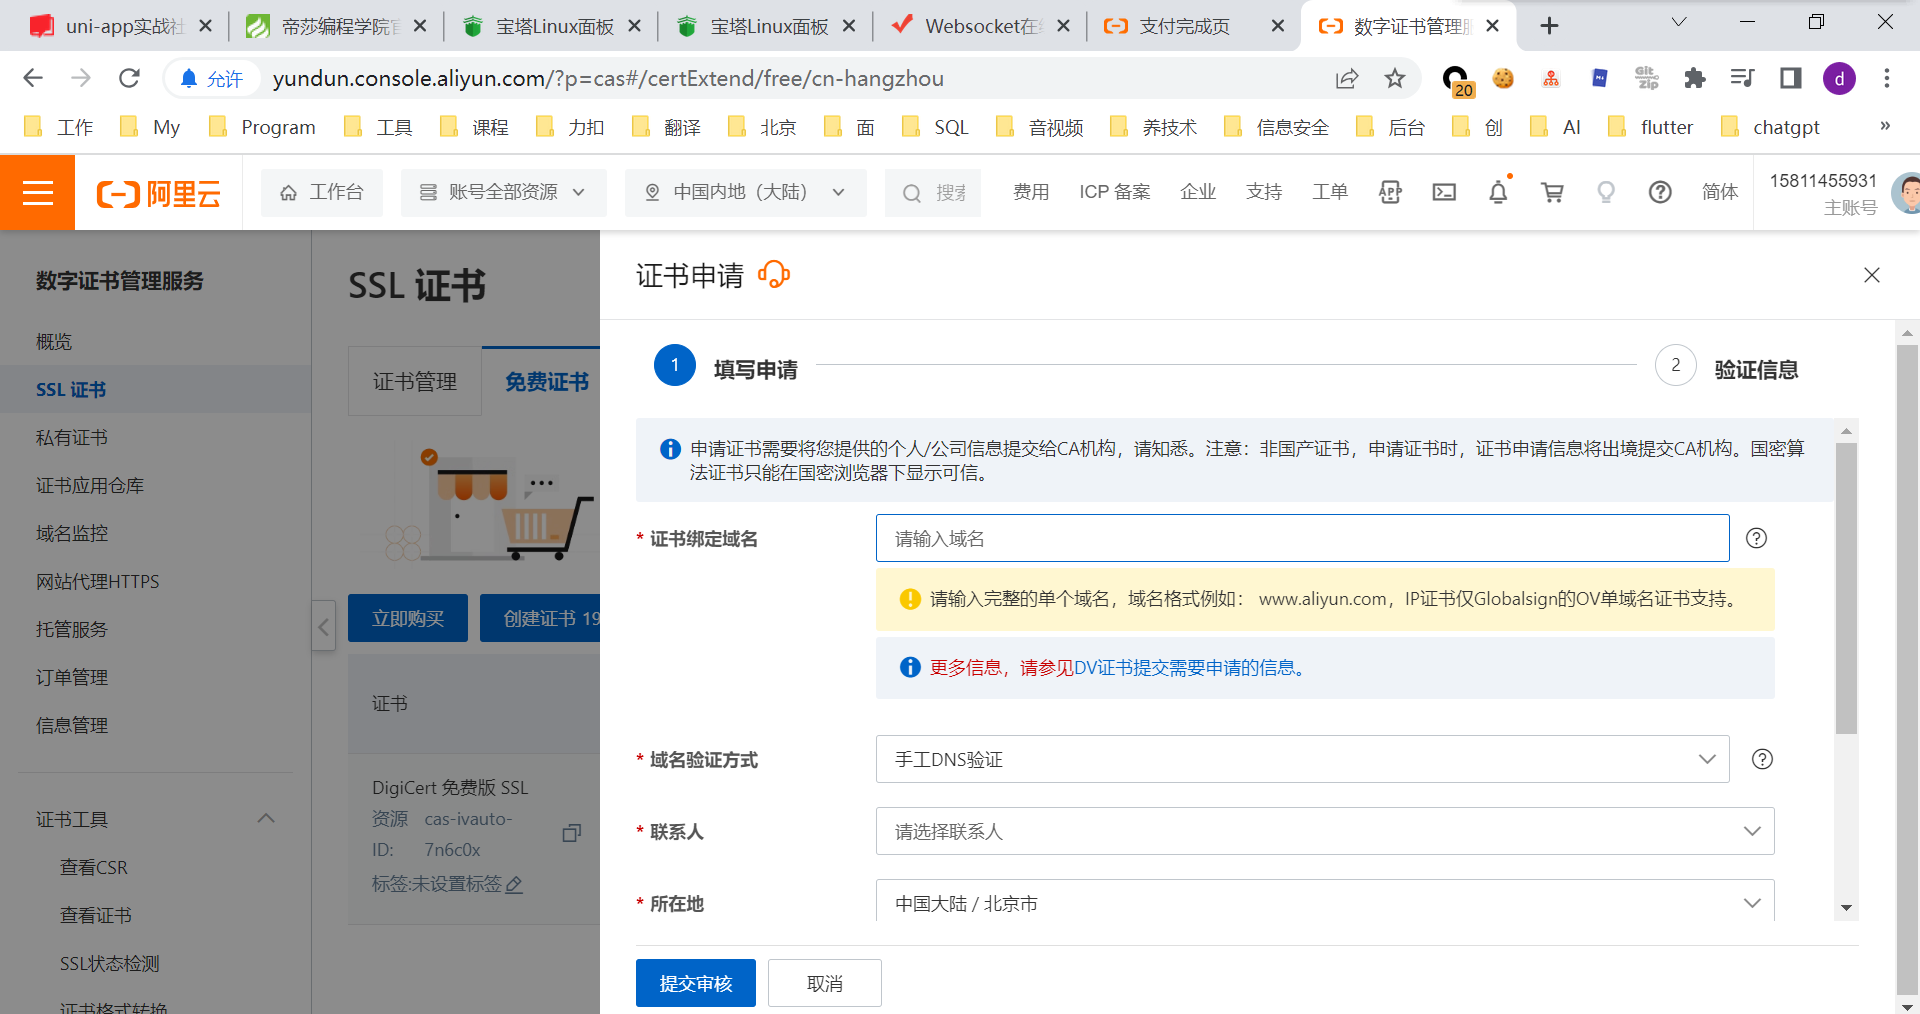 uni-app实战社
帝莎编程学院官
宝塔Linux面板
宝塔Linux面板
Websocket在
支付完成页
数字证书管理服
允许
yundun.console.aliyun.com/?p=cas#/certExtend/free/cn-hangzhou
20
Git zip
d
工作
My
Program
工具
课程
力扣
翻译
北京
面
SQL
音视频
养技术
信息安全
后台
创
AI
flutter
chatgpt
»
阿里云
工作台
账号全部资源
中国内地（大陆）
搜索
费用
ICP 备案
企业
支持
工单
APP
简体
15811455931
主账号
数字证书管理服务
概览
SSL 证书
私有证书
证书应用仓库
域名监控
网站代理HTTPS
托管服务
订单管理
信息管理
证书工具
查看CSR
查看证书
SSL状态检测
证书格式转换
SSL 证书
证书管理
免费证书
立即购买
创建证书 19
证书
DigiCert 免费版 SSL
资源 cas-ivauto-
ID: 7n6c0x
标签:未设置标签
证书申请
1
填写申请
2
验证信息
申请证书需要将您提供的个人/公司信息提交给CA机构，请知悉。注意：非国产证书，申请证书时，证书申请信息将出境提交CA机构。国密算
法证书只能在国密浏览器下显示可信。
* 证书绑定域名
请输入域名
请输入完整的单个域名，域名格式例如： www.aliyun.com，IP证书仅Globalsign的OV单域名证书支持。
更多信息，请参见DV证书提交需要申请的信息。
* 域名验证方式
手工DNS验证
* 联系人
请选择联系人
* 所在地
中国大陆 / 北京市
提交审核
取消